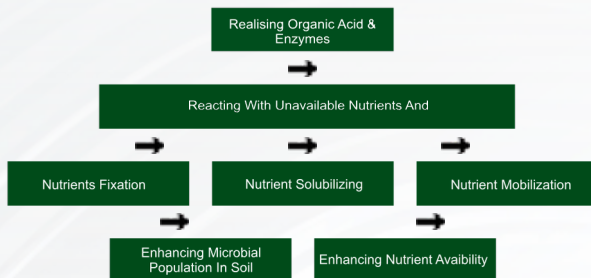 Realising Organic Acid &
Enzymes
Reacting With Unavailable Nutrients And
Nutrients Fixation
Nutrient Solubilizing
Nutrient Mobilization
Enhancing Microbial
Population In Soil
Enhancing Nutrient Avaibility